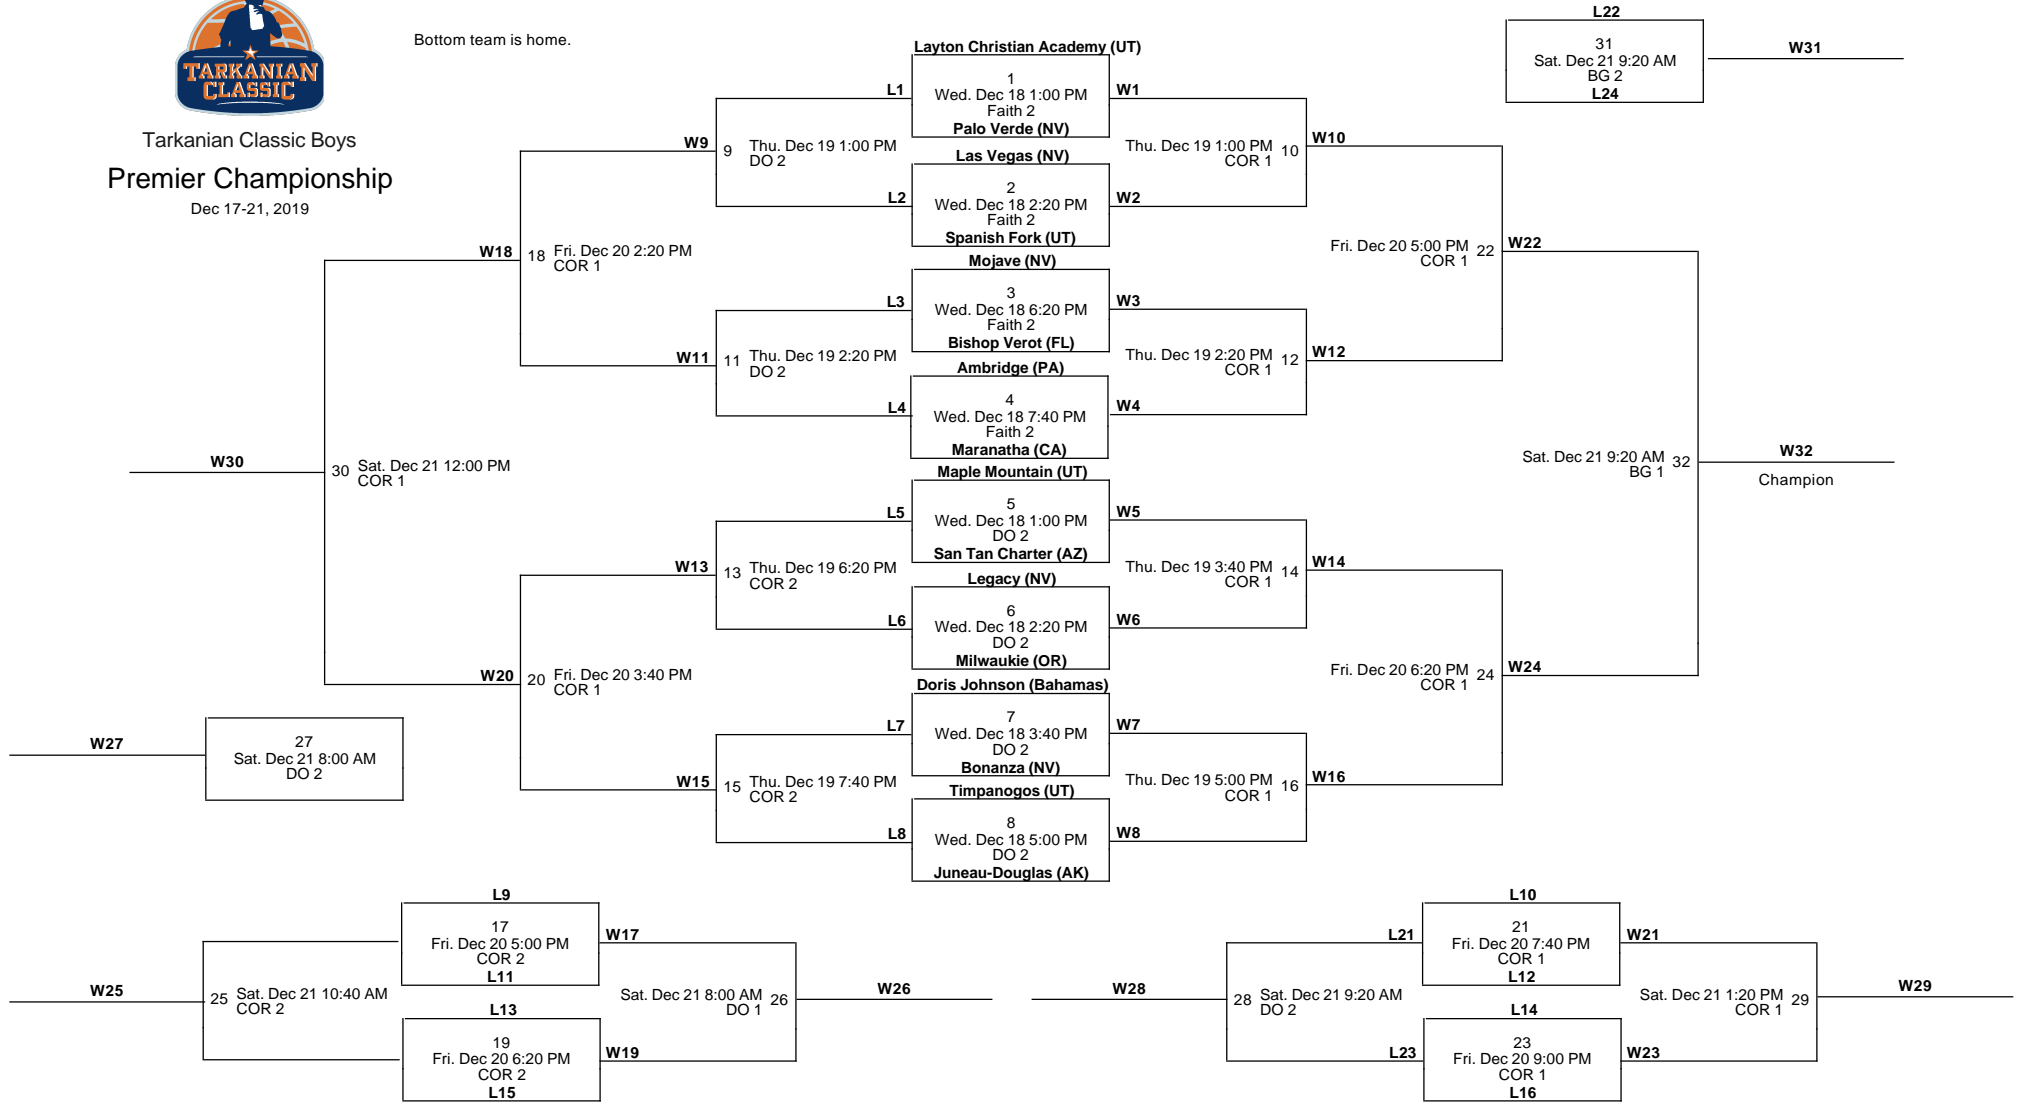 TARKANIAN
CLASSIC
Tarkanian Classic Boys
Premier Championship
Dec 17-21, 2019
Bottom team is home.
Layton Christian Academy (UT)
1
Wed. Dec 18 1:00 PM
Faith 2
Palo Verde (NV)
L1
W1
Las Vegas (NV)
2
Wed. Dec 18 2:20 PM
Faith 2
Spanish Fork (UT)
L2
W2
Mojave (NV)
3
Wed. Dec 18 6:20 PM
Faith 2
Bishop Verot (FL)
L3
W3
Ambridge (PA)
4
Wed. Dec 18 7:40 PM
Faith 2
Maranatha (CA)
L4
W4
Maple Mountain (UT)
5
Wed. Dec 18 1:00 PM
DO 2
San Tan Charter (AZ)
L5
W5
Legacy (NV)
6
Wed. Dec 18 2:20 PM
DO 2
Milwaukie (OR)
L6
W6
Doris Johnson (Bahamas)
7
Wed. Dec 18 3:40 PM
DO 2
Bonanza (NV)
L7
W7
Timpanogos (UT)
8
Wed. Dec 18 5:00 PM
DO 2
Juneau-Douglas (AK)
L8
W8
W9
9 Thu. Dec 19 1:00 PM
DO 2
W11
11 Thu. Dec 19 2:20 PM
DO 2
W13
13 Thu. Dec 19 6:20 PM
COR 2
W15
15 Thu. Dec 19 7:40 PM
COR 2
W18
18 Fri. Dec 20 2:20 PM
COR 1
W20
20 Fri. Dec 20 3:40 PM
COR 1
W30
30 Sat. Dec 21 12:00 PM
COR 1
W27
27
Sat. Dec 21 8:00 AM
DO 2
Thu. Dec 19 1:00 PM 10
COR 1
W10
Thu. Dec 19 2:20 PM 12
COR 1
W12
Thu. Dec 19 3:40 PM 14
COR 1
W14
Thu. Dec 19 5:00 PM 16
COR 1
W16
Fri. Dec 20 5:00 PM 22
COR 1
W22
Fri. Dec 20 6:20 PM 24
COR 1
W24
Sat. Dec 21 9:20 AM 32
BG 1
W32
Champion
L22
31
Sat. Dec 21 9:20 AM
BG 2
L24
W31
L9
17
Fri. Dec 20 5:00 PM
COR 2
L11
W17
L13
19
Fri. Dec 20 6:20 PM
COR 2
L15
W19
W25
25 Sat. Dec 21 10:40 AM
COR 2
Sat. Dec 21 8:00 AM 26
DO 1
W26
L10
21
Fri. Dec 20 7:40 PM
COR 1
L12
L21
W21
L14
23
Fri. Dec 20 9:00 PM
COR 1
L16
L23
W23
W28
28 Sat. Dec 21 9:20 AM
DO 2
Sat. Dec 21 1:20 PM 29
COR 1
W29